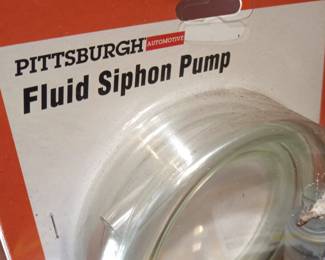 PITTSBURGH AUTOMOTIVE
Fluid Siphon Pump